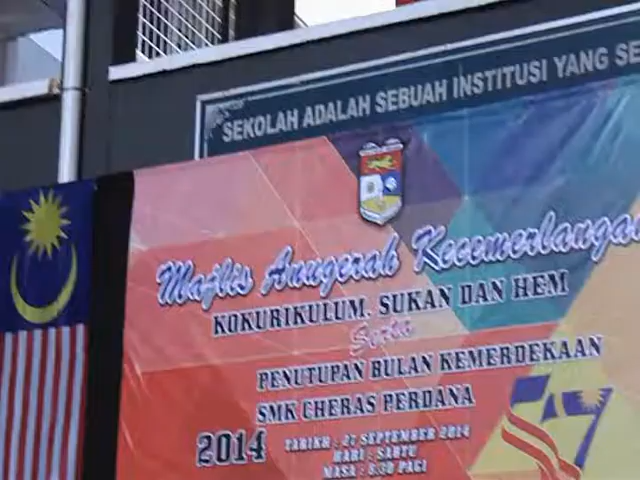 SEKOLAH ADALAH SEBUAH INSTITUSI YANG SE
Majlis Anugerah Kecemerlangan
KOKURIKULUM, SUKAN DAN HEM
Serta
PENUTUPAN BULAN KEMERDEKAAN
SMK CHERAS PERDANA
2014
TARIKH : 27 SEPTEMBER 2014
HARI : SABTU
MASA : 8.30 PAGI
57